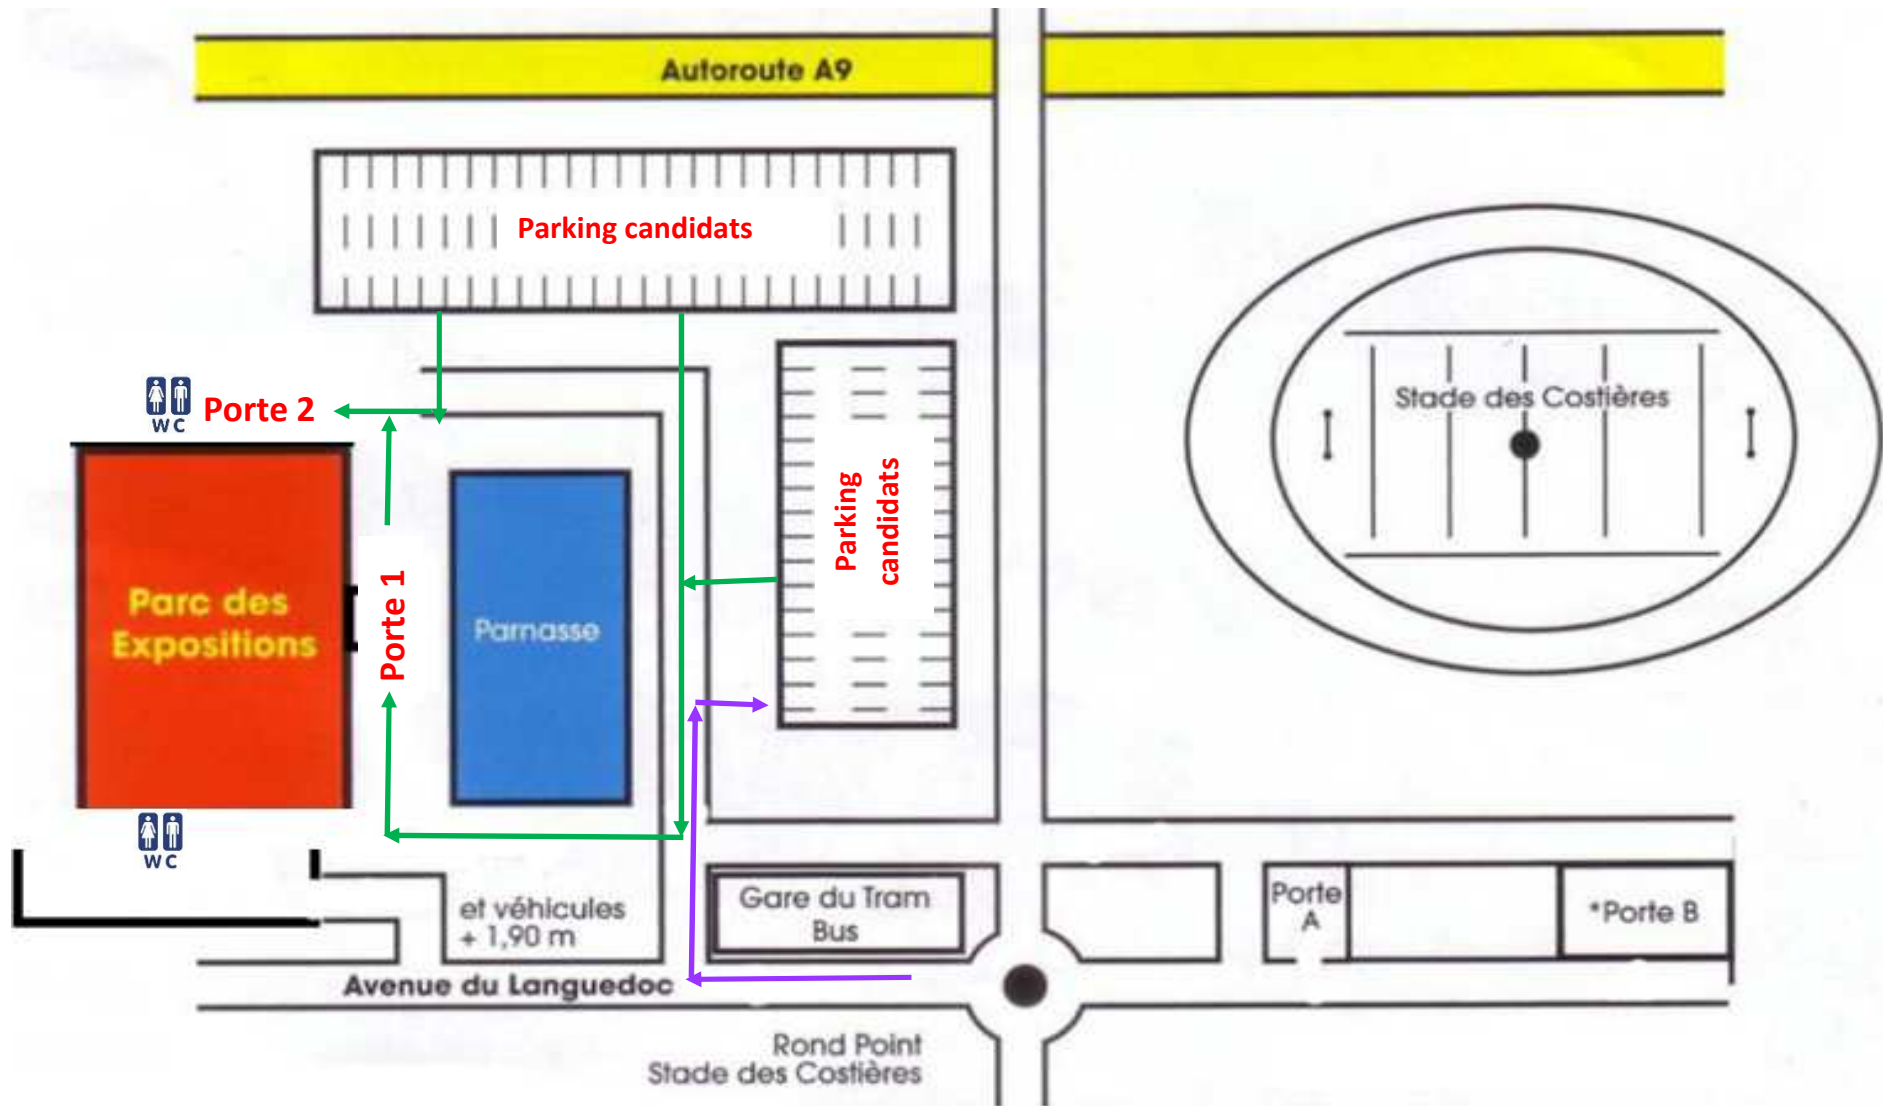 Autoroute A9
Parking candidats
WC
Porte 2
Stade des Costières
Parking
candidats
Parc des
Expositions
Porte 1
Parnasse
WC
et véhicules
+ 1,90 m
Gare du Tram
Bus
Porte
A
*Porte B
Avenue du Languedoc
Rond Point
Stade des Costières